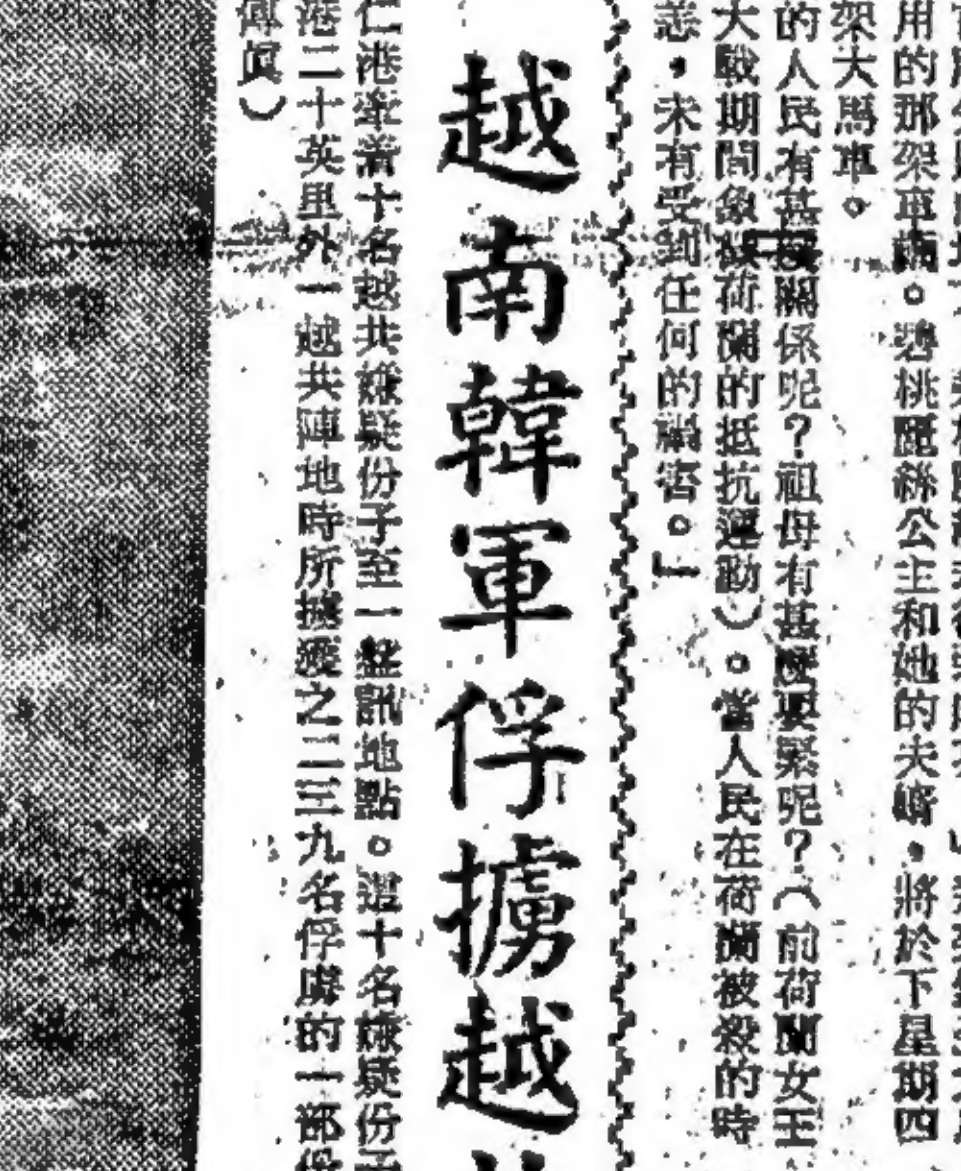 用的那架車輛。碧桃麗絲公主和她的夫婿，將於下星期四
架大馬車。
的人民有甚麼關係呢？祖母有甚麼要緊呢？（前荷蘭女王
大戰期間象徵荷蘭的抵抗運動）。當人民在荷蘭被殺的時
恙，未有受到任何的損害。」
越南韓軍俘擄越
仁港牽着十名越共嫌疑份子至一盤訊地點。這十名嫌疑份子
港二十英里外一越共陣地時所擄獲之二三九名俘虜的一部份
傳眞）